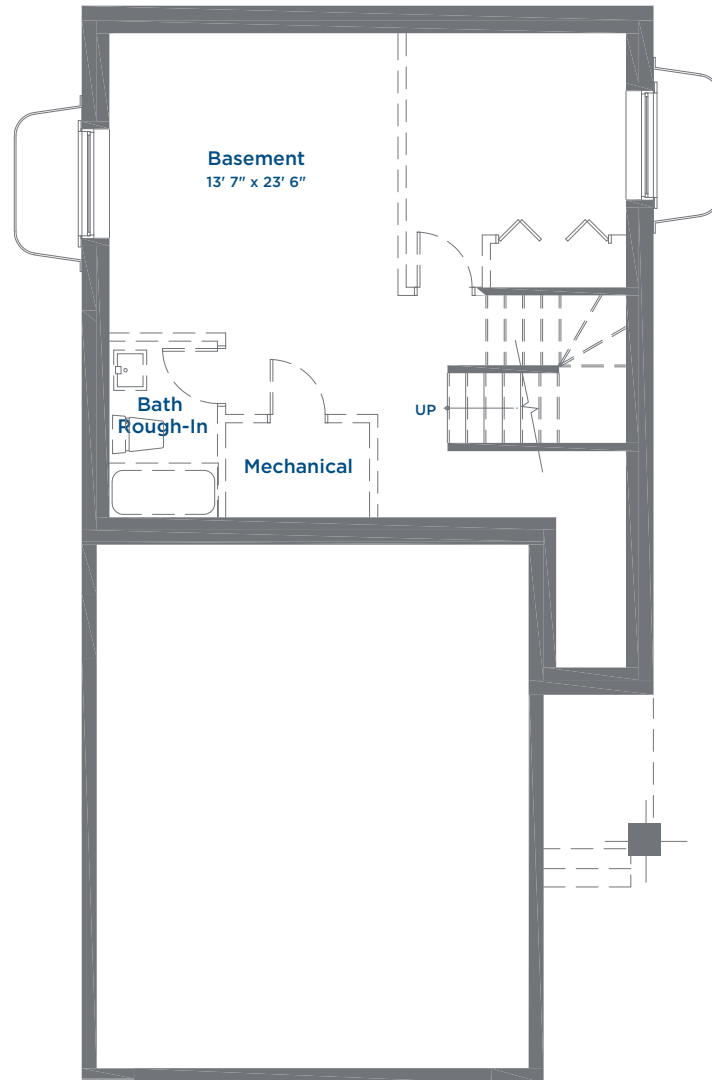 Basement
13' 7" x 23' 6"
Bath
Rough-In
UP
Mechanical